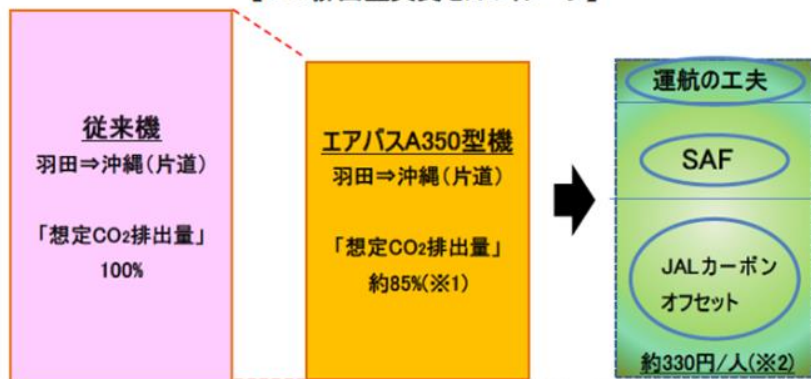 従来機
羽田⇒沖縄(片道)
「想定CO₂排出量」
100%
エアバスA350型機
羽田⇒沖縄(片道)
「想定CO₂排出量」
約85%(※1)
運航の工夫
SAF
JALカーボン
オフセット
約330円/人(※2)